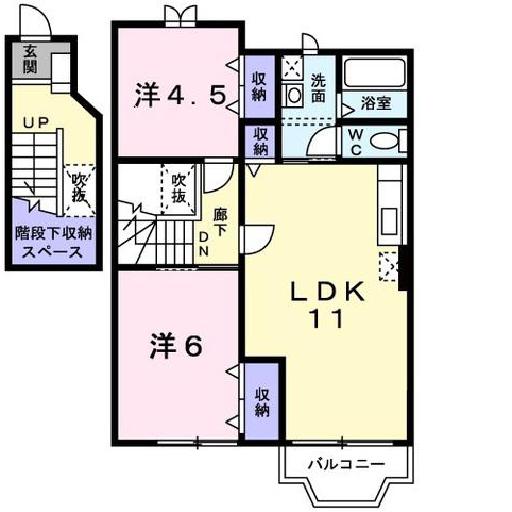 玄
関
UP
吹
抜
階段下収納
スペース
洋4.5
収
納
洗
面
浴室
収
納
WC
吹
抜
廊
下
DN
LDK
11
洋6
収
納
バルコニー